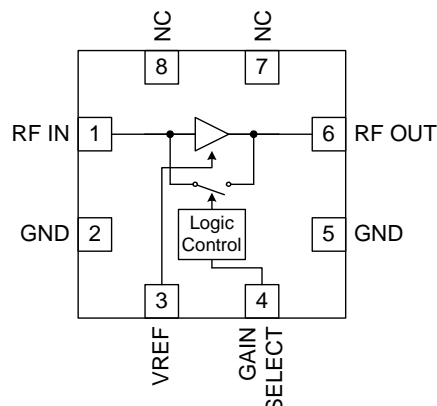 NC
NC
8
7
RF IN
1
6
RF OUT
GND
2
Logic
Control
5
GND
3
4
VREF
GAIN
SELECT